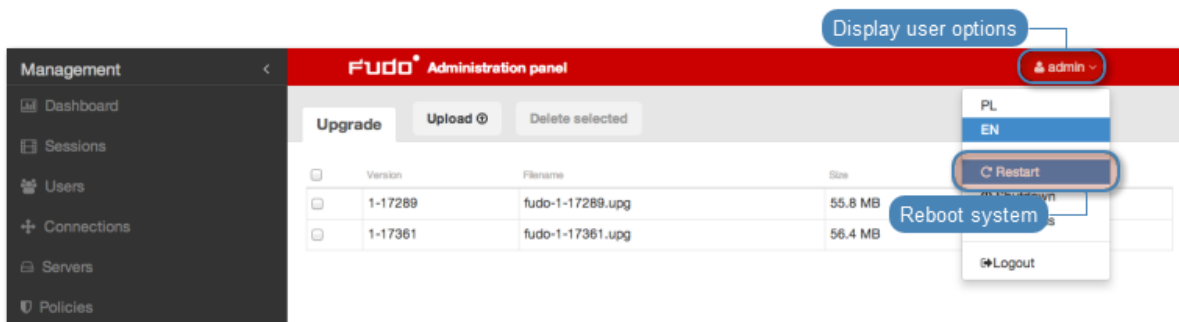 Display user options
Management
FUDO Administration panel
admin
Dashboard
Sessions
Users
Connections
Servers
Policies
Upgrade
Upload
Delete selected
Version Filename Size
1-17289 fudo-1-17289.upg 55.8 MB
1-17361 fudo-1-17361.upg 56.4 MB
PL
EN
Restart
Reboot system
Logout